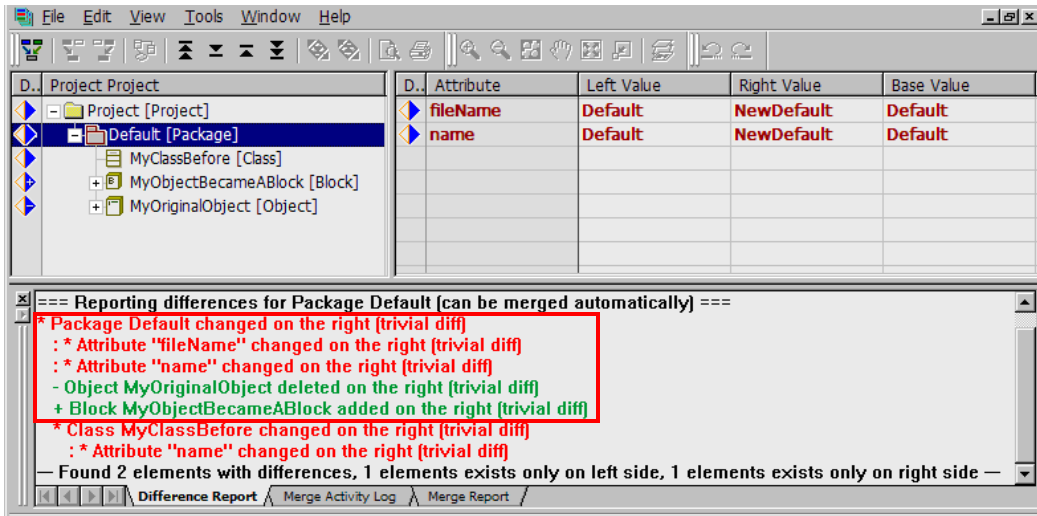 File Edit View Tools Window Help
D.. Project Project
Project [Project]
Default [Package]
MyClassBefore [Class]
MyObjectBecameABlock [Block]
MyOriginalObject [Object]
D.. Attribute Left Value Right Value Base Value
fileName Default NewDefault Default
name Default NewDefault Default
=== Reporting differences for Package Default (can be merged automatically) ===
* Package Default changed on the right (trivial diff)
: * Attribute "fileName" changed on the right (trivial diff)
: * Attribute "name" changed on the right (trivial diff)
- Object MyOriginalObject deleted on the right (trivial diff)
+ Block MyObjectBecameABlock added on the right (trivial diff)
* Class MyClassBefore changed on the right (trivial diff)
: * Attribute "name" changed on the right (trivial diff)
— Found 2 elements with differences, 1 elements exists only on left side, 1 elements exists only on right side —
Difference Report Merge Activity Log Merge Report